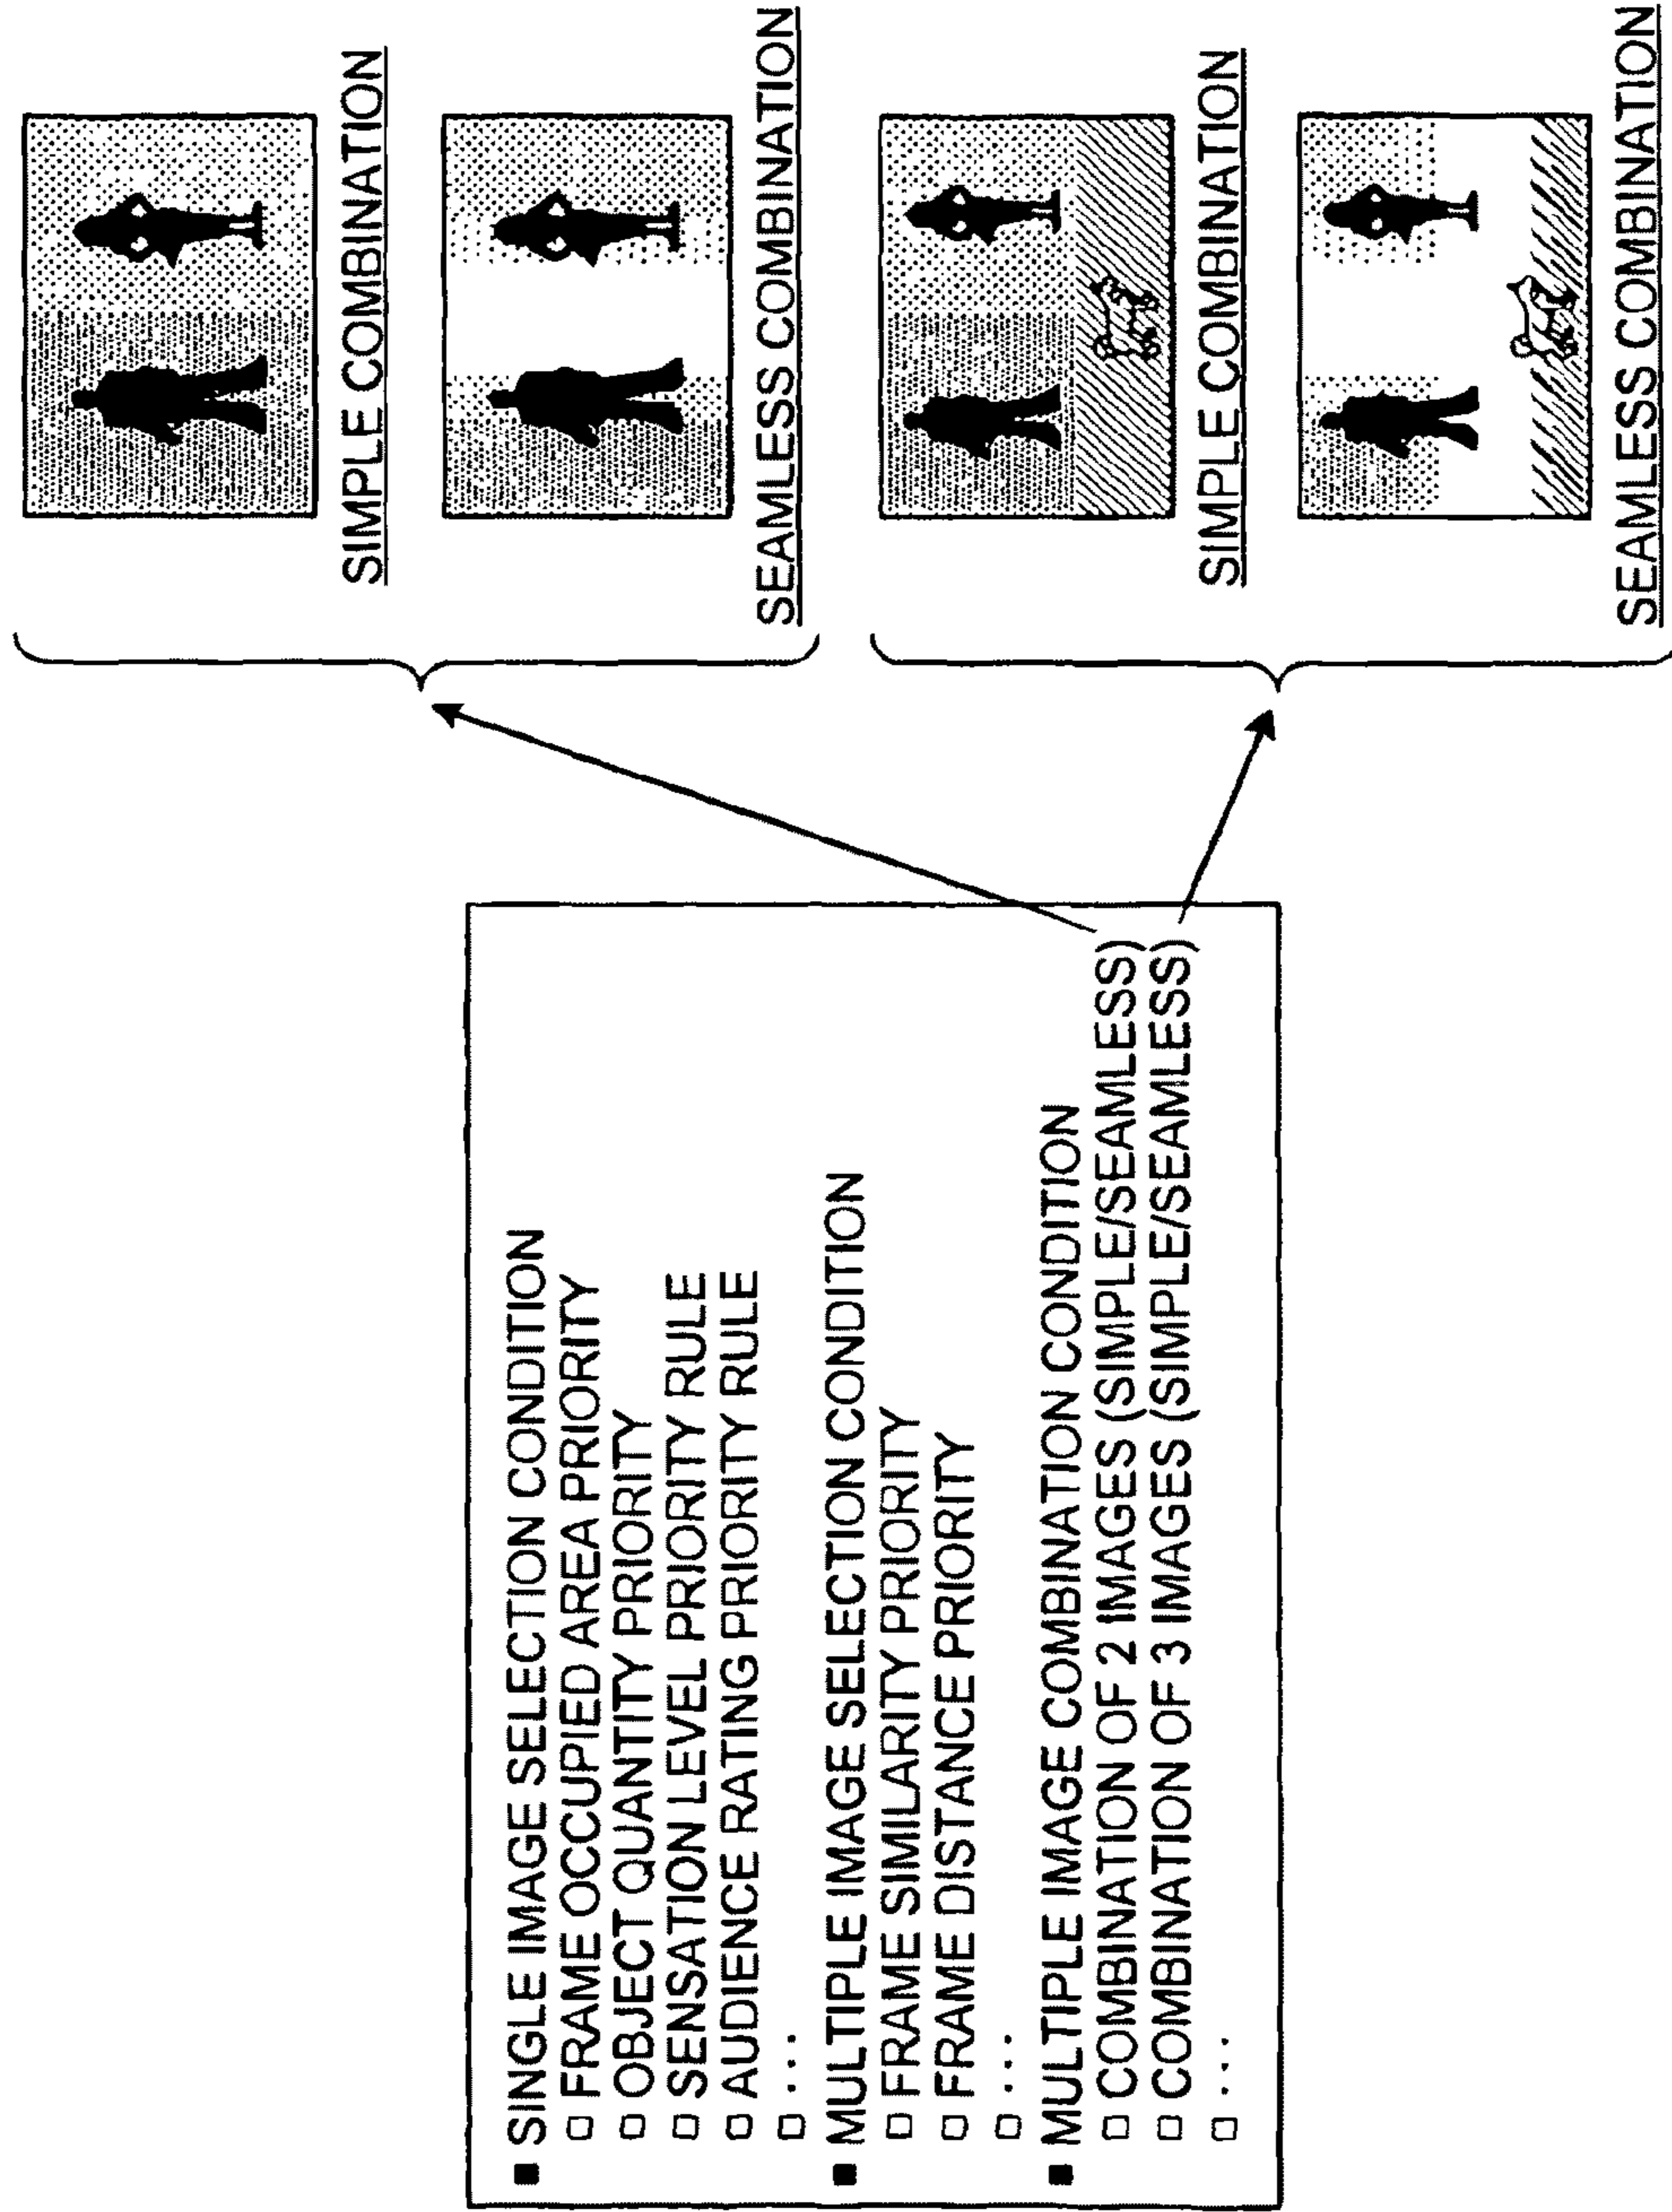 ■ SINGLE IMAGE SELECTION CONDITION
□ FRAME OCCUPIED AREA PRIORITY
□ OBJECT QUANTITY PRIORITY
□ SENSATION LEVEL PRIORITY RULE
□ AUDIENCE RATING PRIORITY RULE
□ ...
■ MULTIPLE IMAGE SELECTION CONDITION
□ FRAME SIMILARITY PRIORITY
□ FRAME DISTANCE PRIORITY
□ ...
■ MULTIPLE IMAGE COMBINATION CONDITION
□ COMBINATION OF 2 IMAGES (SIMPLE/SEAMLESS)
□ COMBINATION OF 3 IMAGES (SIMPLE/SEAMLESS)
□ ...
SIMPLE COMBINATION
SEAMLESS COMBINATION
SIMPLE COMBINATION
SEAMLESS COMBINATION